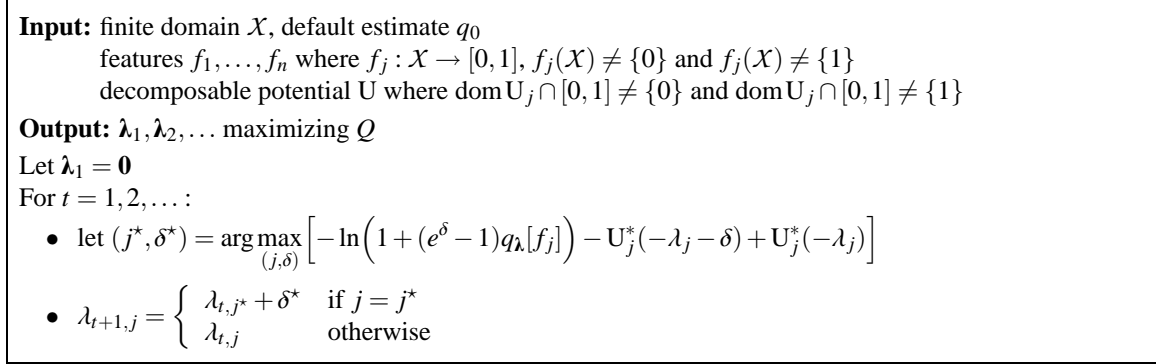 Input: finite domain X, default estimate q₀
features f₁,…,fₙ where fⱼ : X → [0,1], fⱼ(X) ≠ {0} and fⱼ(X) ≠ {1}
decomposable potential U where dom Uⱼ ∩ [0,1] ≠ {0} and dom Uⱼ ∩ [0,1] ≠ {1}
Output: λ₁, λ₂,… maximizing Q
Let λ₁ = 0
For t = 1,2,… :
• let (j⋆, δ⋆) = arg max_{(j,δ)} [ −ln(1 + (e^δ − 1)q_λ[fⱼ]) − U*ⱼ(−λⱼ − δ) + U*ⱼ(−λⱼ) ]
• λ_{t+1,j} = { λ_{t,j⋆} + δ⋆ if j = j⋆
λ_{t,j} otherwise